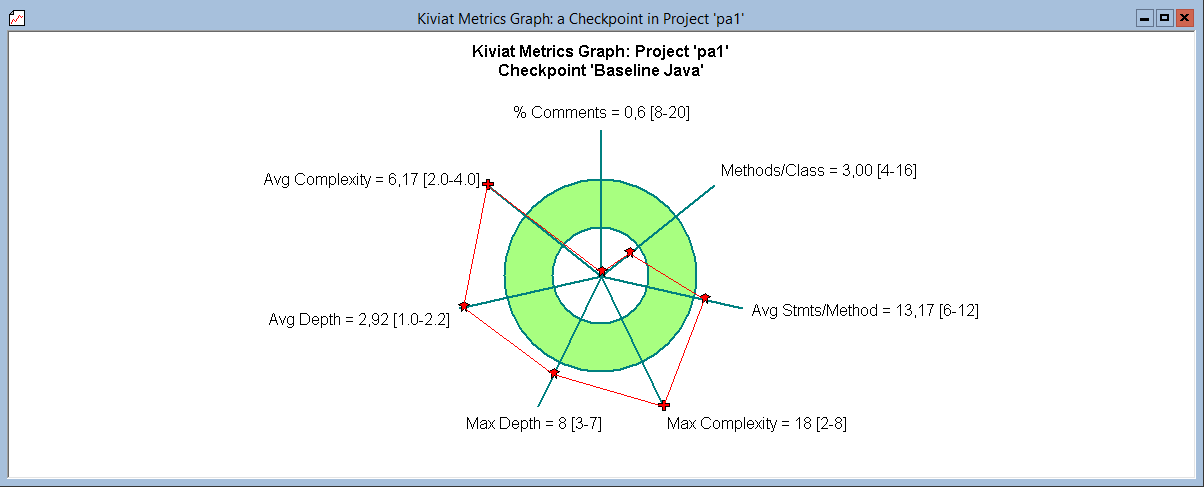 Kiviat Metrics Graph: a Checkpoint in Project 'pa1'
Kiviat Metrics Graph: Project 'pa1'
Checkpoint 'Baseline Java'
% Comments = 0,6 [8-20]
Methods/Class = 3,00 [4-16]
Avg Complexity = 6,17 [2.0-4.0]
Avg Stmts/Method = 13,17 [6-12]
Avg Depth = 2,92 [1.0-2.2]
Max Depth = 8 [3-7]
Max Complexity = 18 [2-8]